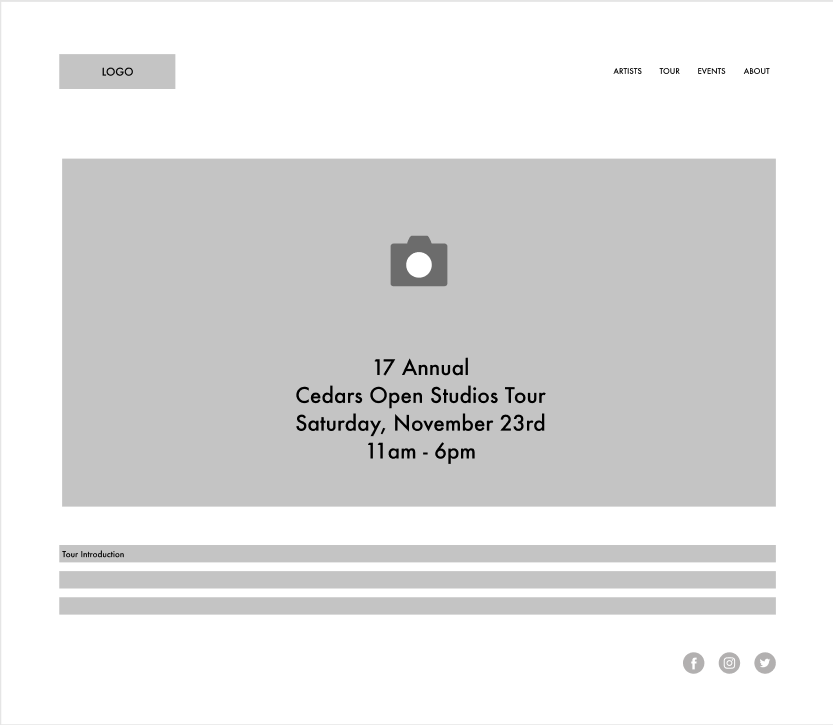 LOGO
ARTISTS TOUR EVENTS ABOUT
17 Annual
Cedars Open Studios Tour
Saturday, November 23rd
11am - 6pm
Tour Introduction